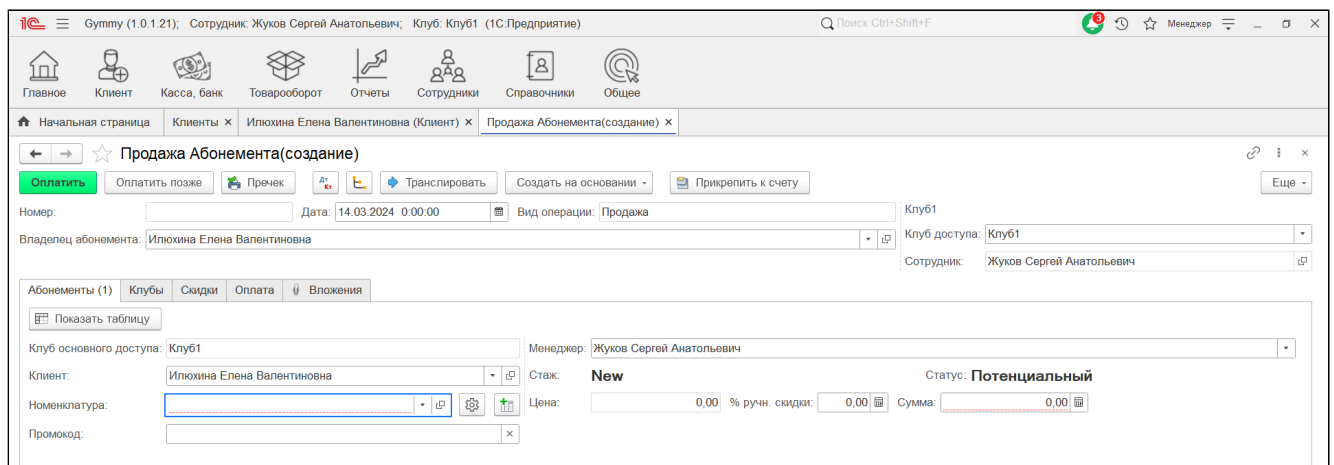 1С Gymmy (1.0.1.21); Сотрудник: Жуков Сергей Анатольевич; Клуб: Клуб1 (1С:Предприятие) Поиск Ctrl+Shift+F 3 Менеджер
Главное Клиент Касса, банк Товарооборот Отчеты Сотрудники Справочники Общее
Начальная страница Клиенты × Илюхина Елена Валентиновна (Клиент) × Продажа Абонемента(создание) ×
Продажа Абонемента(создание)
Оплатить Оплатить позже Пречек Дт Кт Транслировать Создать на основании Прикрепить к счету Еще
Номер: Дата: 14.03.2024 0:00:00 Вид операции: Продажа Клуб1
Владелец абонемента: Илюхина Елена Валентиновна Клуб доступа: Клуб1
Сотрудник: Жуков Сергей Анатольевич
Абонементы (1) Клубы Скидки Оплата Вложения
Показать таблицу
Клуб основного доступа: Клуб1 Менеджер: Жуков Сергей Анатольевич
Клиент: Илюхина Елена Валентиновна Стаж: New Статус: Потенциальный
Номенклатура: Цена: 0,00 % ручн. скидки: 0,00 Сумма: 0,00
Промокод: